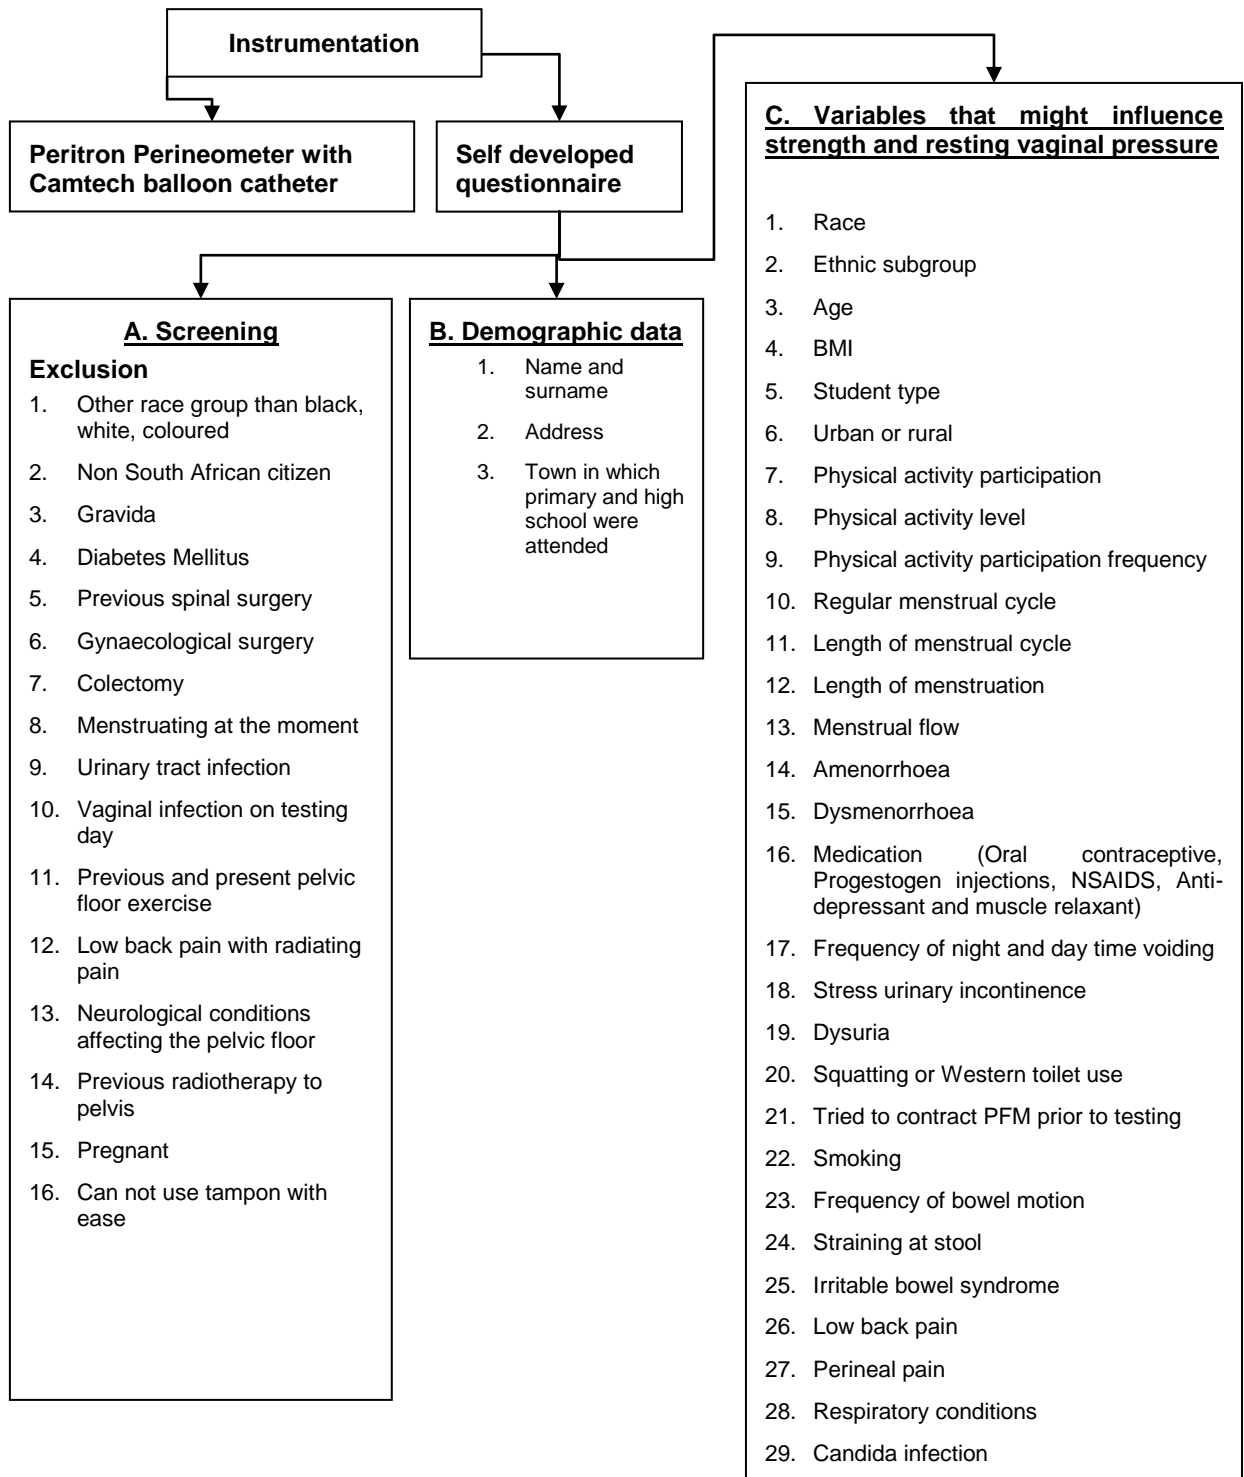 Instrumentation
Peritron Perineometer with
Camtech balloon catheter
Self developed
questionnaire
A. Screening
Exclusion
1. Other race group than black,
white, coloured
2. Non South African citizen
3. Gravida
4. Diabetes Mellitus
5. Previous spinal surgery
6. Gynaecological surgery
7. Colectomy
8. Menstruating at the moment
9. Urinary tract infection
10. Vaginal infection on testing
day
11. Previous and present pelvic
floor exercise
12. Low back pain with radiating
pain
13. Neurological conditions
affecting the pelvic floor
14. Previous radiotherapy to
pelvis
15. Pregnant
16. Can not use tampon with
ease
B. Demographic data
1. Name and
surname
2. Address
3. Town in which
primary and high
school were
attended
C. Variables that might influence
strength and resting vaginal pressure
1. Race
2. Ethnic subgroup
3. Age
4. BMI
5. Student type
6. Urban or rural
7. Physical activity participation
8. Physical activity level
9. Physical activity participation frequency
10. Regular menstrual cycle
11. Length of menstrual cycle
12. Length of menstruation
13. Menstrual flow
14. Amenorrhoea
15. Dysmenorrhoea
16. Medication (Oral contraceptive,
Progestogen injections, NSAIDS, Anti-
depressant and muscle relaxant)
17. Frequency of night and day time voiding
18. Stress urinary incontinence
19. Dysuria
20. Squatting or Western toilet use
21. Tried to contract PFM prior to testing
22. Smoking
23. Frequency of bowel motion
24. Straining at stool
25. Irritable bowel syndrome
26. Low back pain
27. Perineal pain
28. Respiratory conditions
29. Candida infection